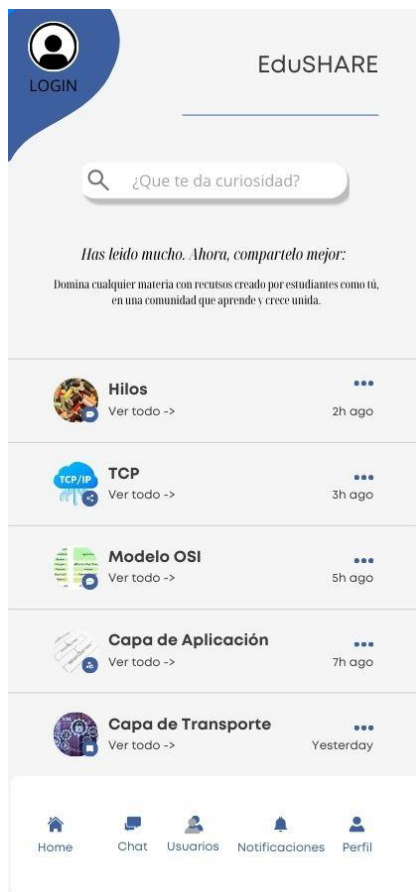 LOGIN
EduSHARE
¿Que te da curiosidad?
Has leido mucho. Ahora, compartelo mejor:
Domina cualquier materia con recutsos creado por estudiantes como tú,
en una comunidad que aprende y crece unida.
Hilos
Ver todo ->
2h ago
TCP/IP
TCP
Ver todo ->
3h ago
Modelo OSI
Ver todo ->
5h ago
Capa de Aplicación
Ver todo ->
7h ago
Capa de Transporte
Ver todo ->
Yesterday
Home
Chat
Usuarios
Notificaciones
Perfil